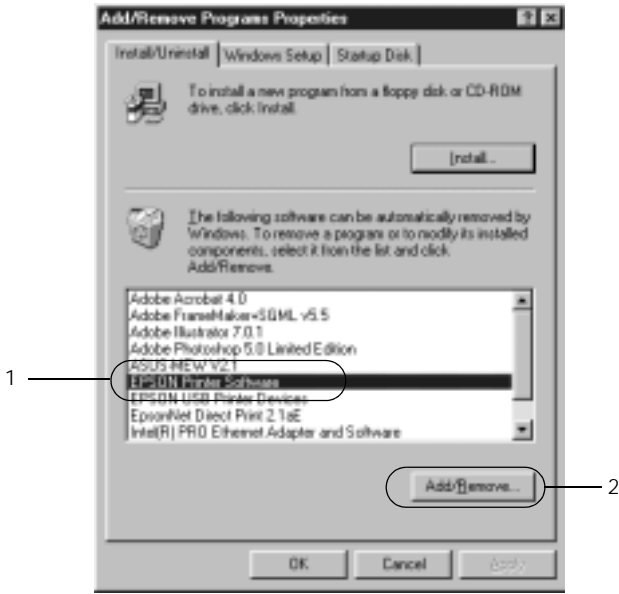 Add/Remove Programs Properties
Install/Uninstall Windows Setup Startup Disk
To install a new program from a floppy disk or CD-ROM
drive, click Install.
Install...
The following software can be automatically removed by
Windows. To remove a program or to modify its installed
components, select it from the list and click
Add/Remove.
Adobe Acrobat 4.0
Adobe FrameMaker+SGML v5.5
Adobe Illustrator 7.0.1
Adobe Photoshop 5.0 Limited Edition
ASUS MEW V2.1
1
EPSON Printer Software
EPSON USB Printer Devices
EpsonNet Direct Print 2.1aE
Intel(R) PRO Ethernet Adapter and Software
Add/Remove...
2
OK Cancel Apply